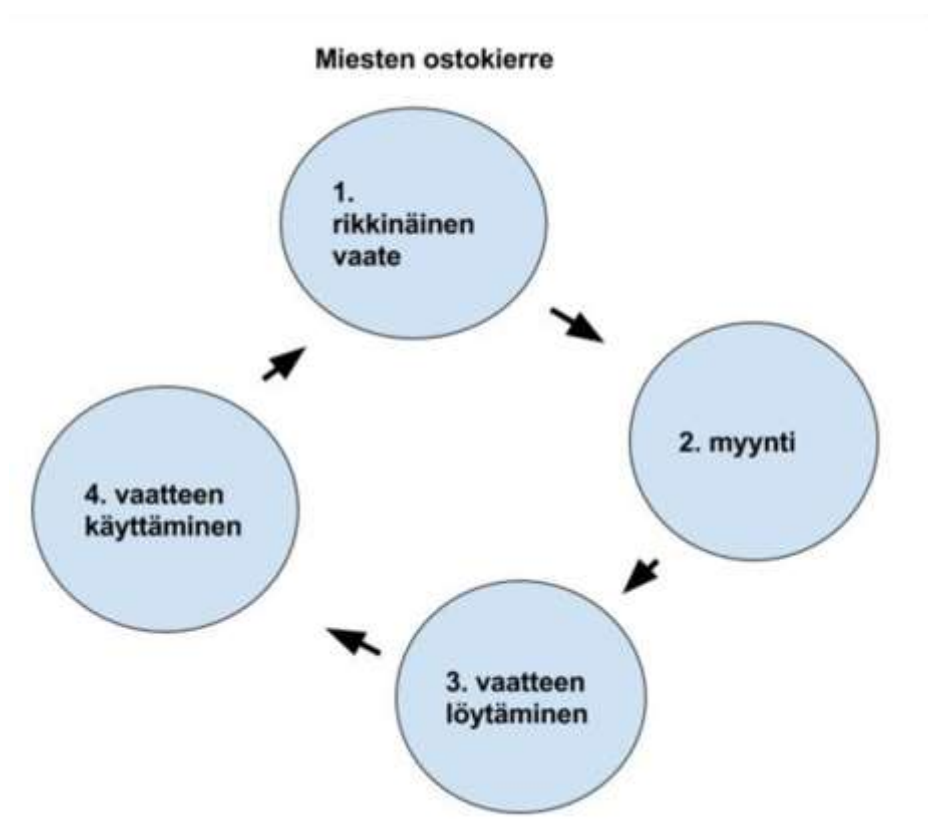 Miesten ostokierre
1.
rikkinäinen
vaate
2. myynti
3. vaatteen
löytäminen
4. vaatteen
käyttäminen